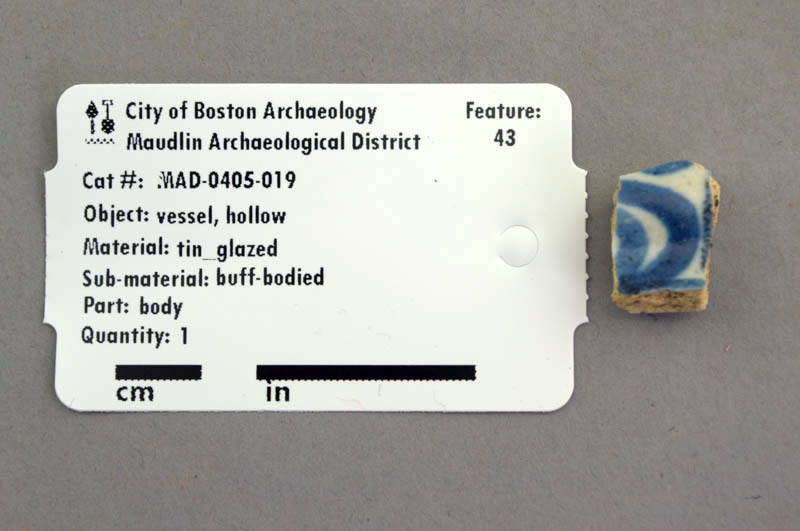 City of Boston Archaeology
Maudlin Archaeological District
Feature:
43
Cat #: MAD-0405-019
Object: vessel, hollow
Material: tin_glazed
Sub-material: buff-bodied
Part: body
Quantity: 1
cm in